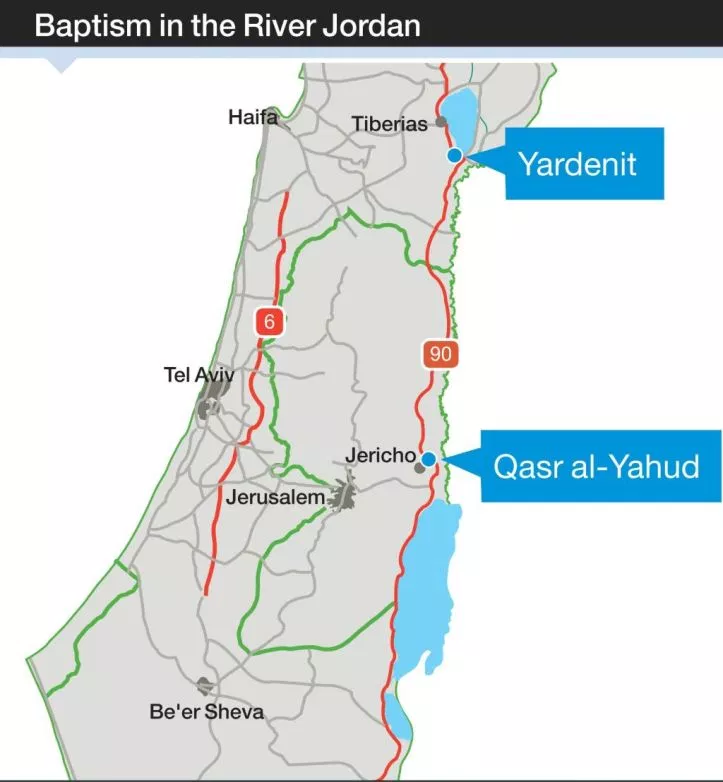 Baptism in the River Jordan
Haifa
Tiberias
Yardenit
6
90
Tel Aviv
Jericho
Qasr al-Yahud
Jerusalem
Be'er Sheva